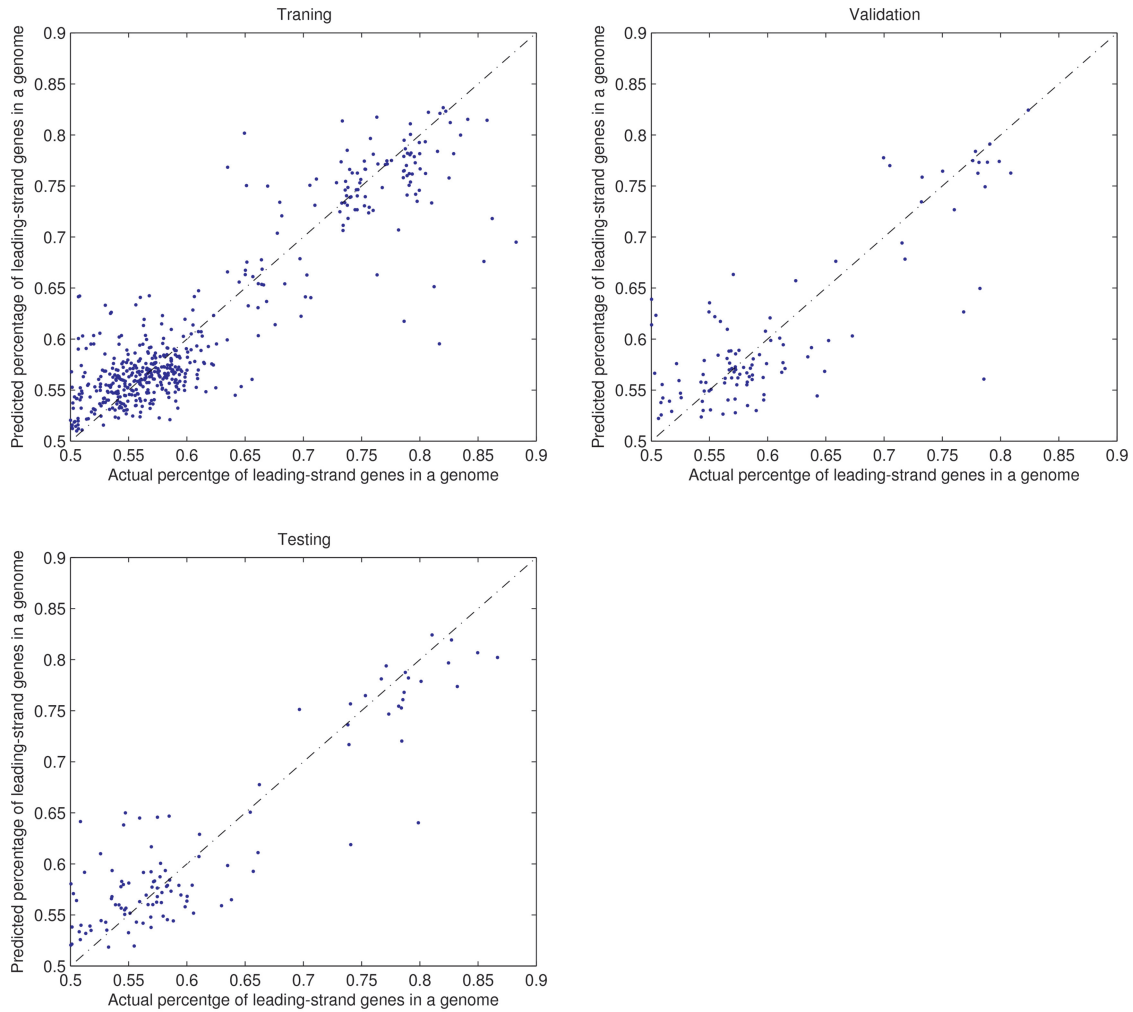 Traning
Predicted percentage of leading-strand genes in a genome
0.9
0.85
0.8
0.75
0.7
0.65
0.6
0.55
0.5
0.5 0.55 0.6 0.65 0.7 0.75 0.8 0.85 0.9
Actual percentge of leading-strand genes in a genome
Validation
Predicted percentage of leading-strand genes in a genome
0.9
0.85
0.8
0.75
0.7
0.65
0.6
0.55
0.5
0.5 0.55 0.6 0.65 0.7 0.75 0.8 0.85 0.9
Actual percentge of leading-strand genes in a genome
Testing
Predicted percentage of leading-strand genes in a genome
0.9
0.85
0.8
0.75
0.7
0.65
0.6
0.55
0.5
0.5 0.55 0.6 0.65 0.7 0.75 0.8 0.85 0.9
Actual percentge of leading-strand genes in a genome